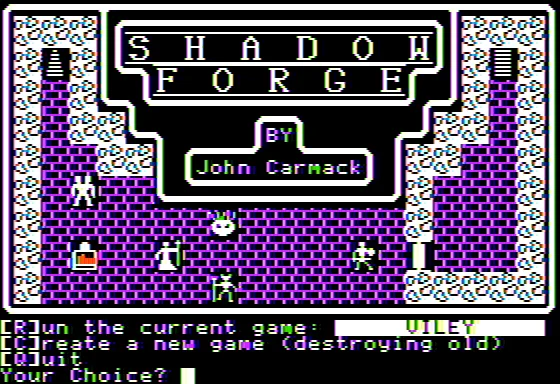 SHADOW
FORGE
BY
John Carmack
[R]un the current game: VILEY
[C]reate a new game (destroying old)
[Q]uit
Your Choice?